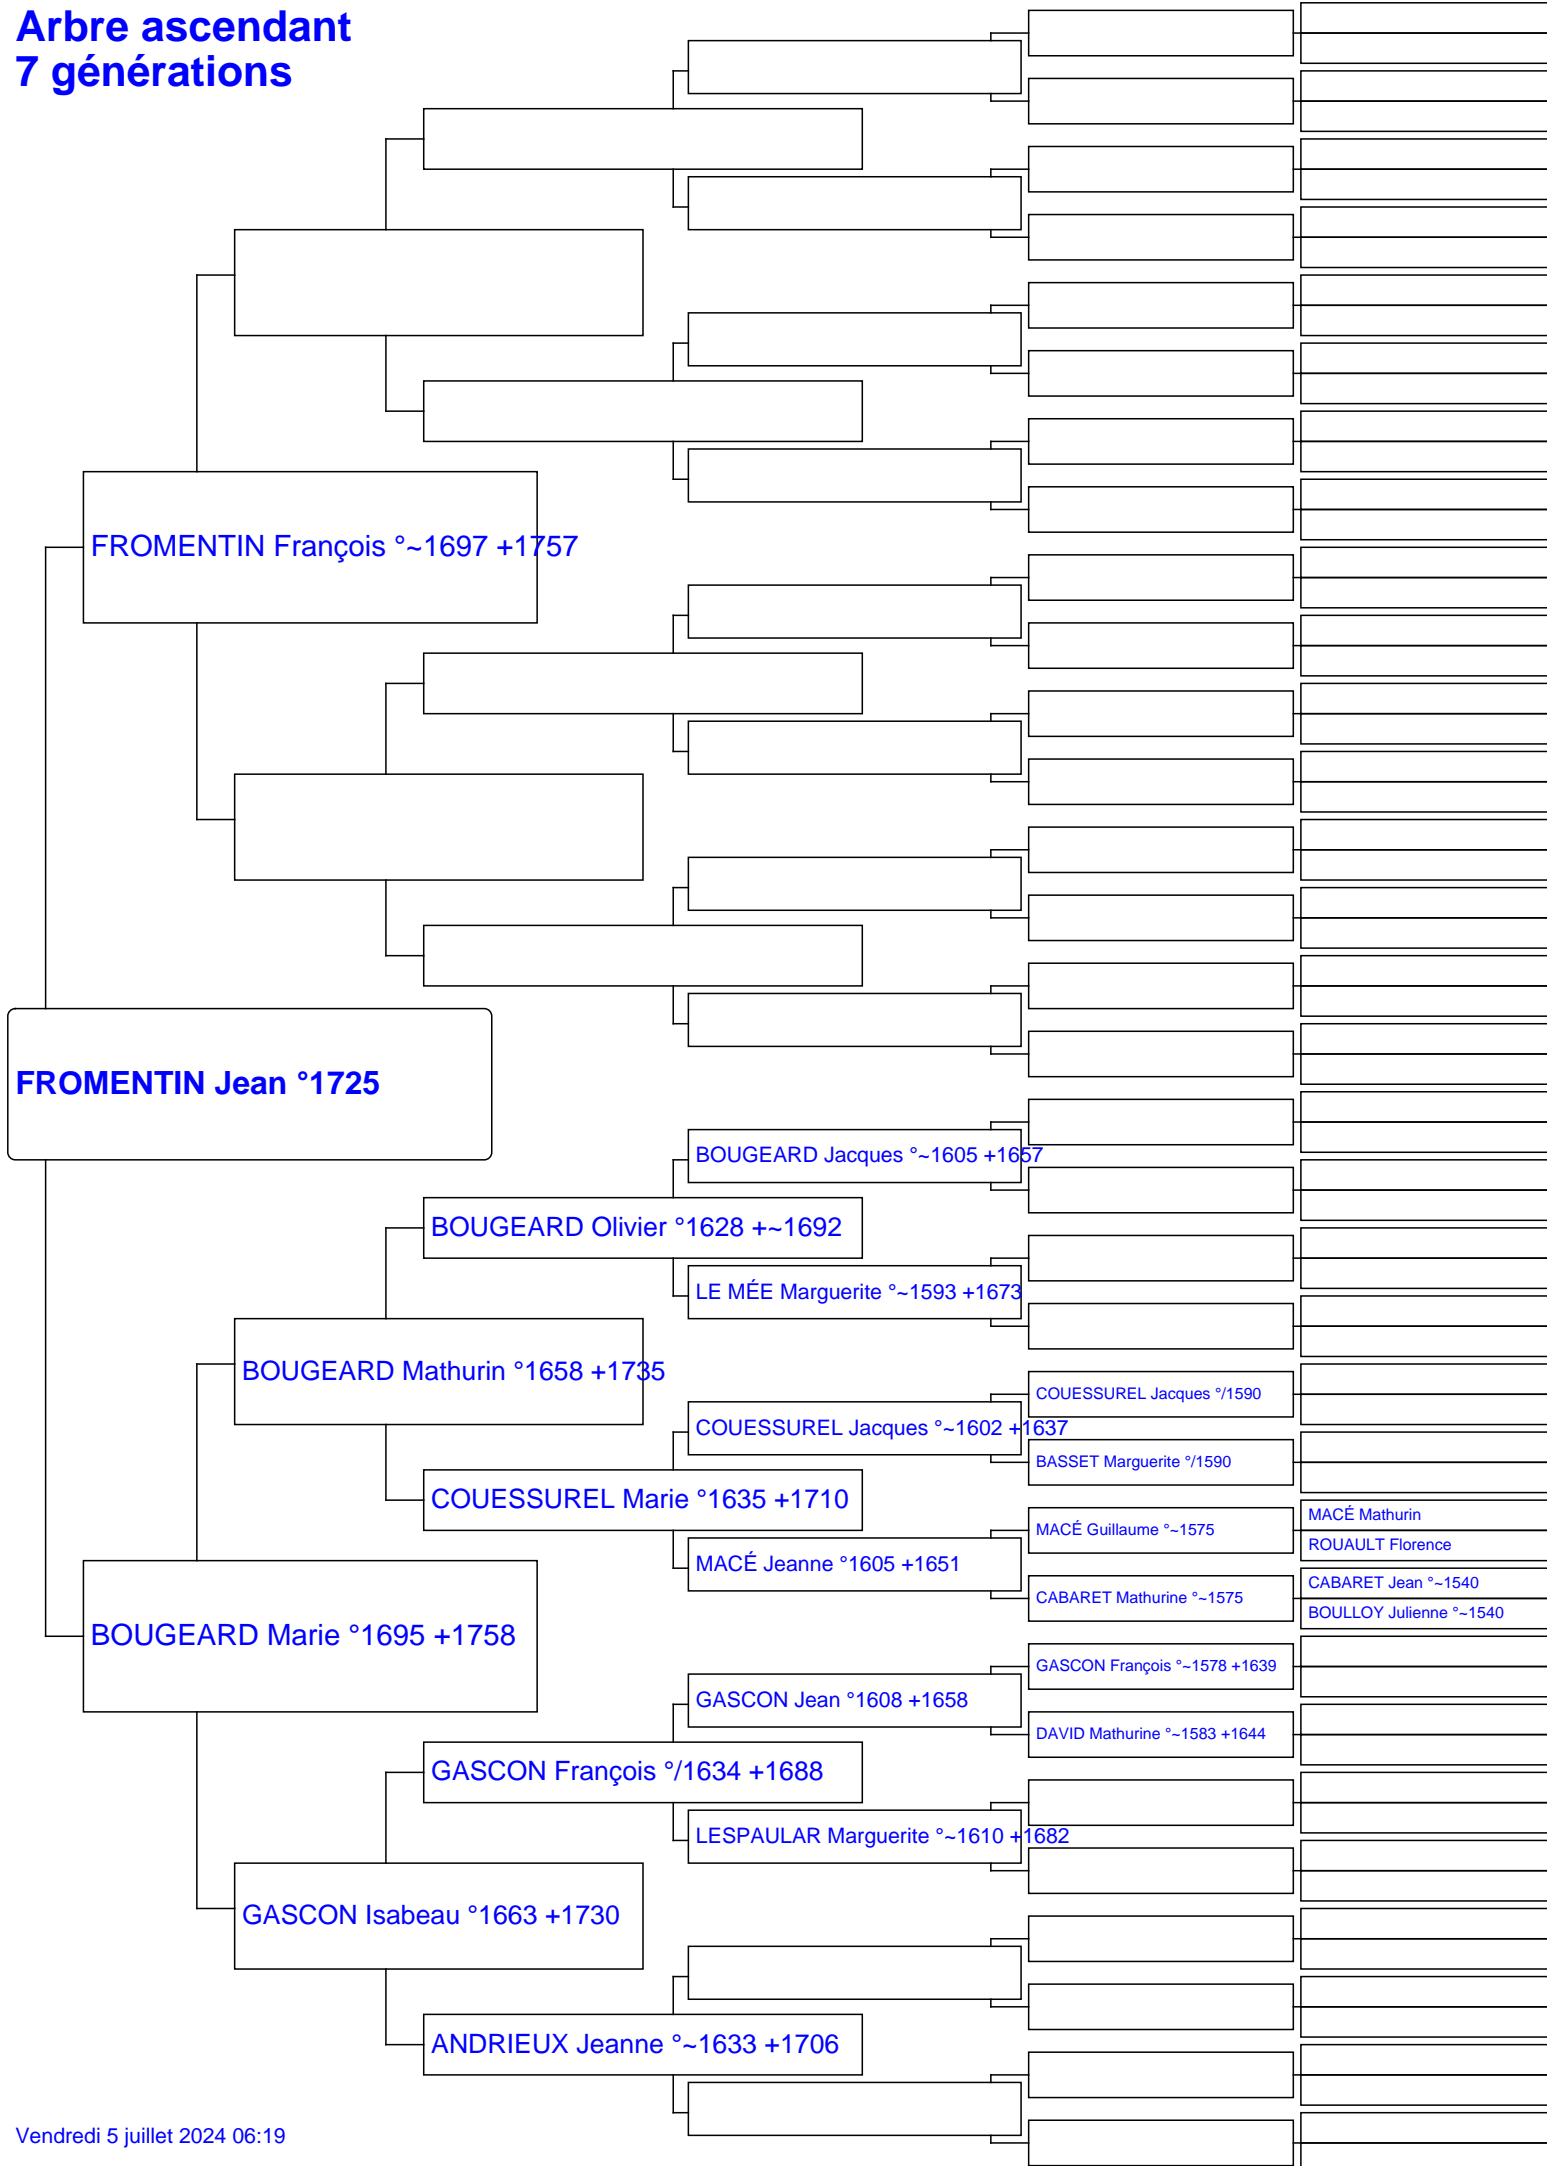 Arbre ascendant
7 générations
FROMENTIN François °~1697 +1757
FROMENTIN Jean °1725
BOUGEARD Jacques °~1605 +1657
BOUGEARD Olivier °1628 +~1692
LE MÉE Marguerite °~1593 +1673
BOUGEARD Mathurin °1658 +1735
COUESSUREL Jacques °/1590
COUESSUREL Jacques °~1602 +1637
BASSET Marguerite °/1590
COUESSUREL Marie °1635 +1710
MACÉ Mathurin
MACÉ Guillaume °~1575
ROUAULT Florence
MACÉ Jeanne °1605 +1651
CABARET Jean °~1540
CABARET Mathurine °~1575
BOULLOY Julienne °~1540
BOUGEARD Marie °1695 +1758
GASCON François °~1578 +1639
GASCON Jean °1608 +1658
DAVID Mathurine °~1583 +1644
GASCON François °/1634 +1688
LESPAULAR Marguerite °~1610 +1682
GASCON Isabeau °1663 +1730
ANDRIEUX Jeanne °~1633 +1706
Vendredi 5 juillet 2024 06:19